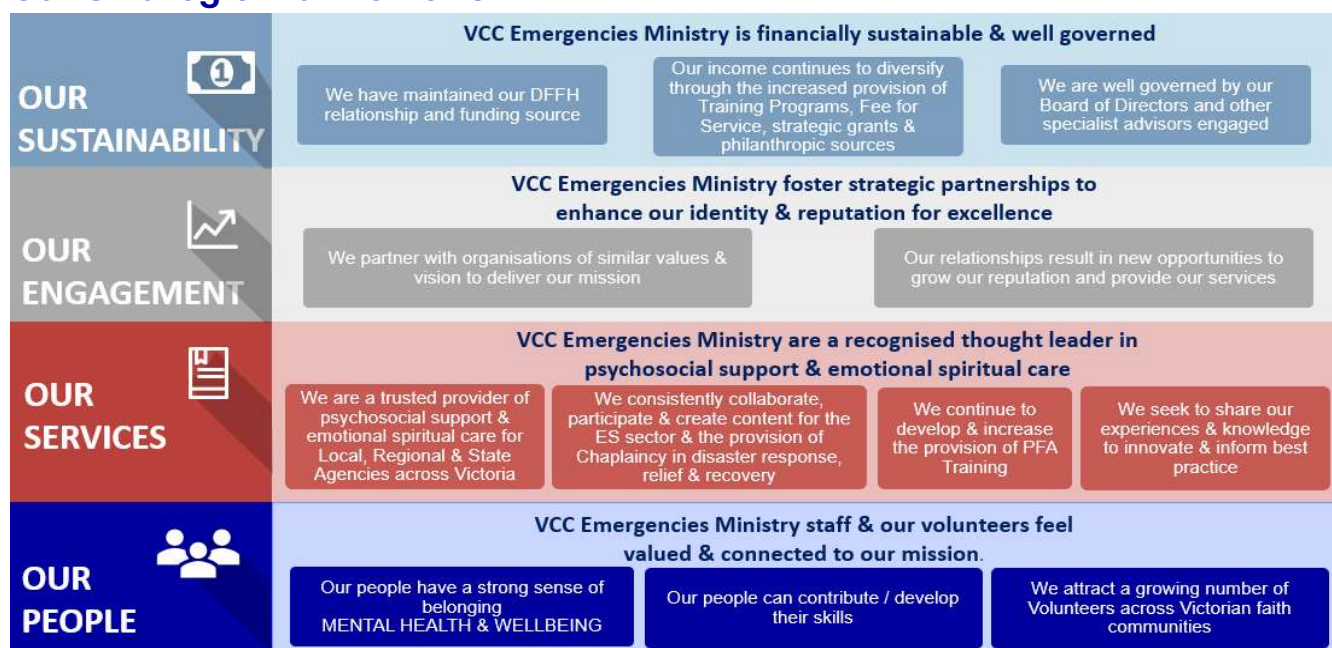 VCC Emergencies Ministry is financially sustainable & well governed
OUR
SUSTAINABILITY
We have maintained our DFFH
relationship and funding source
Our income continues to diversify
through the increased provision of
Training Programs, Fee for
Service, strategic grants &
philanthropic sources
We are well governed by our
Board of Directors and other
specialist advisors engaged
VCC Emergencies Ministry foster strategic partnerships to
enhance our identity & reputation for excellence
OUR
ENGAGEMENT
We partner with organisations of similar values &
vision to deliver our mission
Our relationships result in new opportunities to
grow our reputation and provide our services
VCC Emergencies Ministry are a recognised thought leader in
psychosocial support & emotional spiritual care
OUR
SERVICES
We are a trusted provider of
psychosocial support &
emotional spiritual care for
Local, Regional & State
Agencies across Victoria
We consistently collaborate,
participate & create content for the
ES sector & the provision of
Chaplaincy in disaster response,
relief & recovery
We continue to
develop & increase
the provision of PFA
Training
We seek to share our
experiences & knowledge
to innovate & inform best
practice
VCC Emergencies Ministry staff & our volunteers feel
valued & connected to our mission.
OUR
PEOPLE
Our people have a strong sense of
belonging
MENTAL HEALTH & WELLBEING
Our people can contribute / develop
their skills
We attract a growing number of
Volunteers across Victorian faith
communities